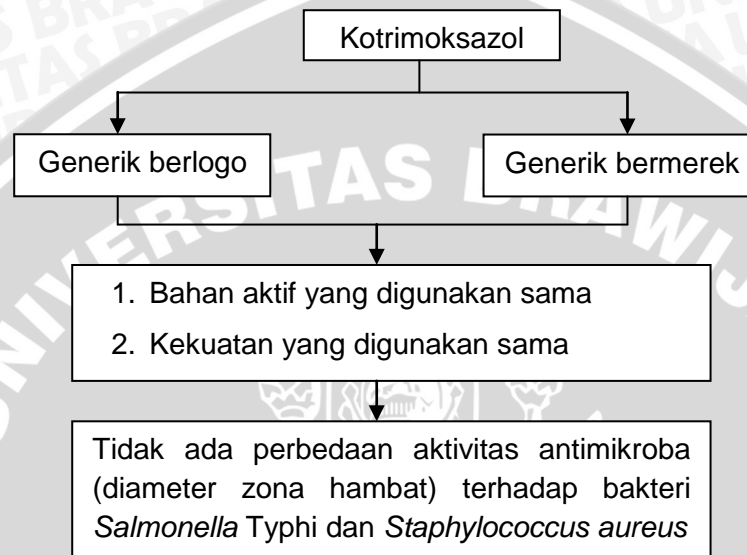 Kotrimoksazol
Generik berlogo
Generik bermerek
1. Bahan aktif yang digunakan sama
2. Kekuatan yang digunakan sama
Tidak ada perbedaan aktivitas antimikroba
(diameter zona hambat) terhadap bakteri
Salmonella Typhi dan Staphylococcus aureus